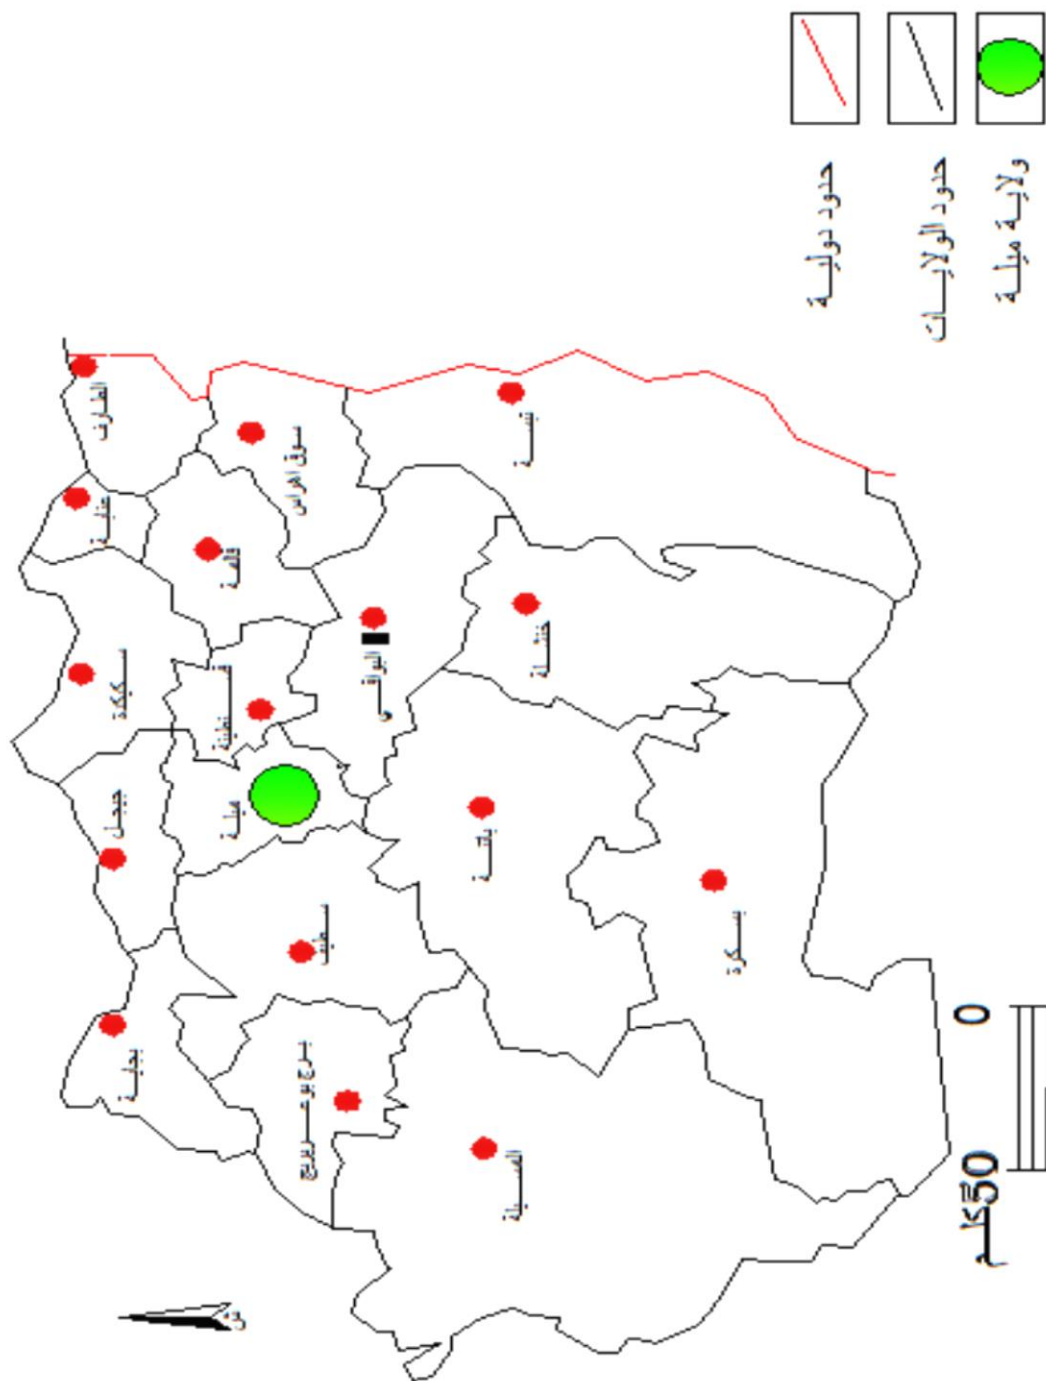 ولاية ميلة
حدود الولايات
حدود دولية
الطارف
عنابة
سوق اهراس
تبسة
قالمة
سكيكدة
قسنطينة
البواقي
خنشلة
جيجل
ميلة
باتنة
بسكرة
سطيف
بجاية
برج بوعريريج
المسيلة
0
50 كلم